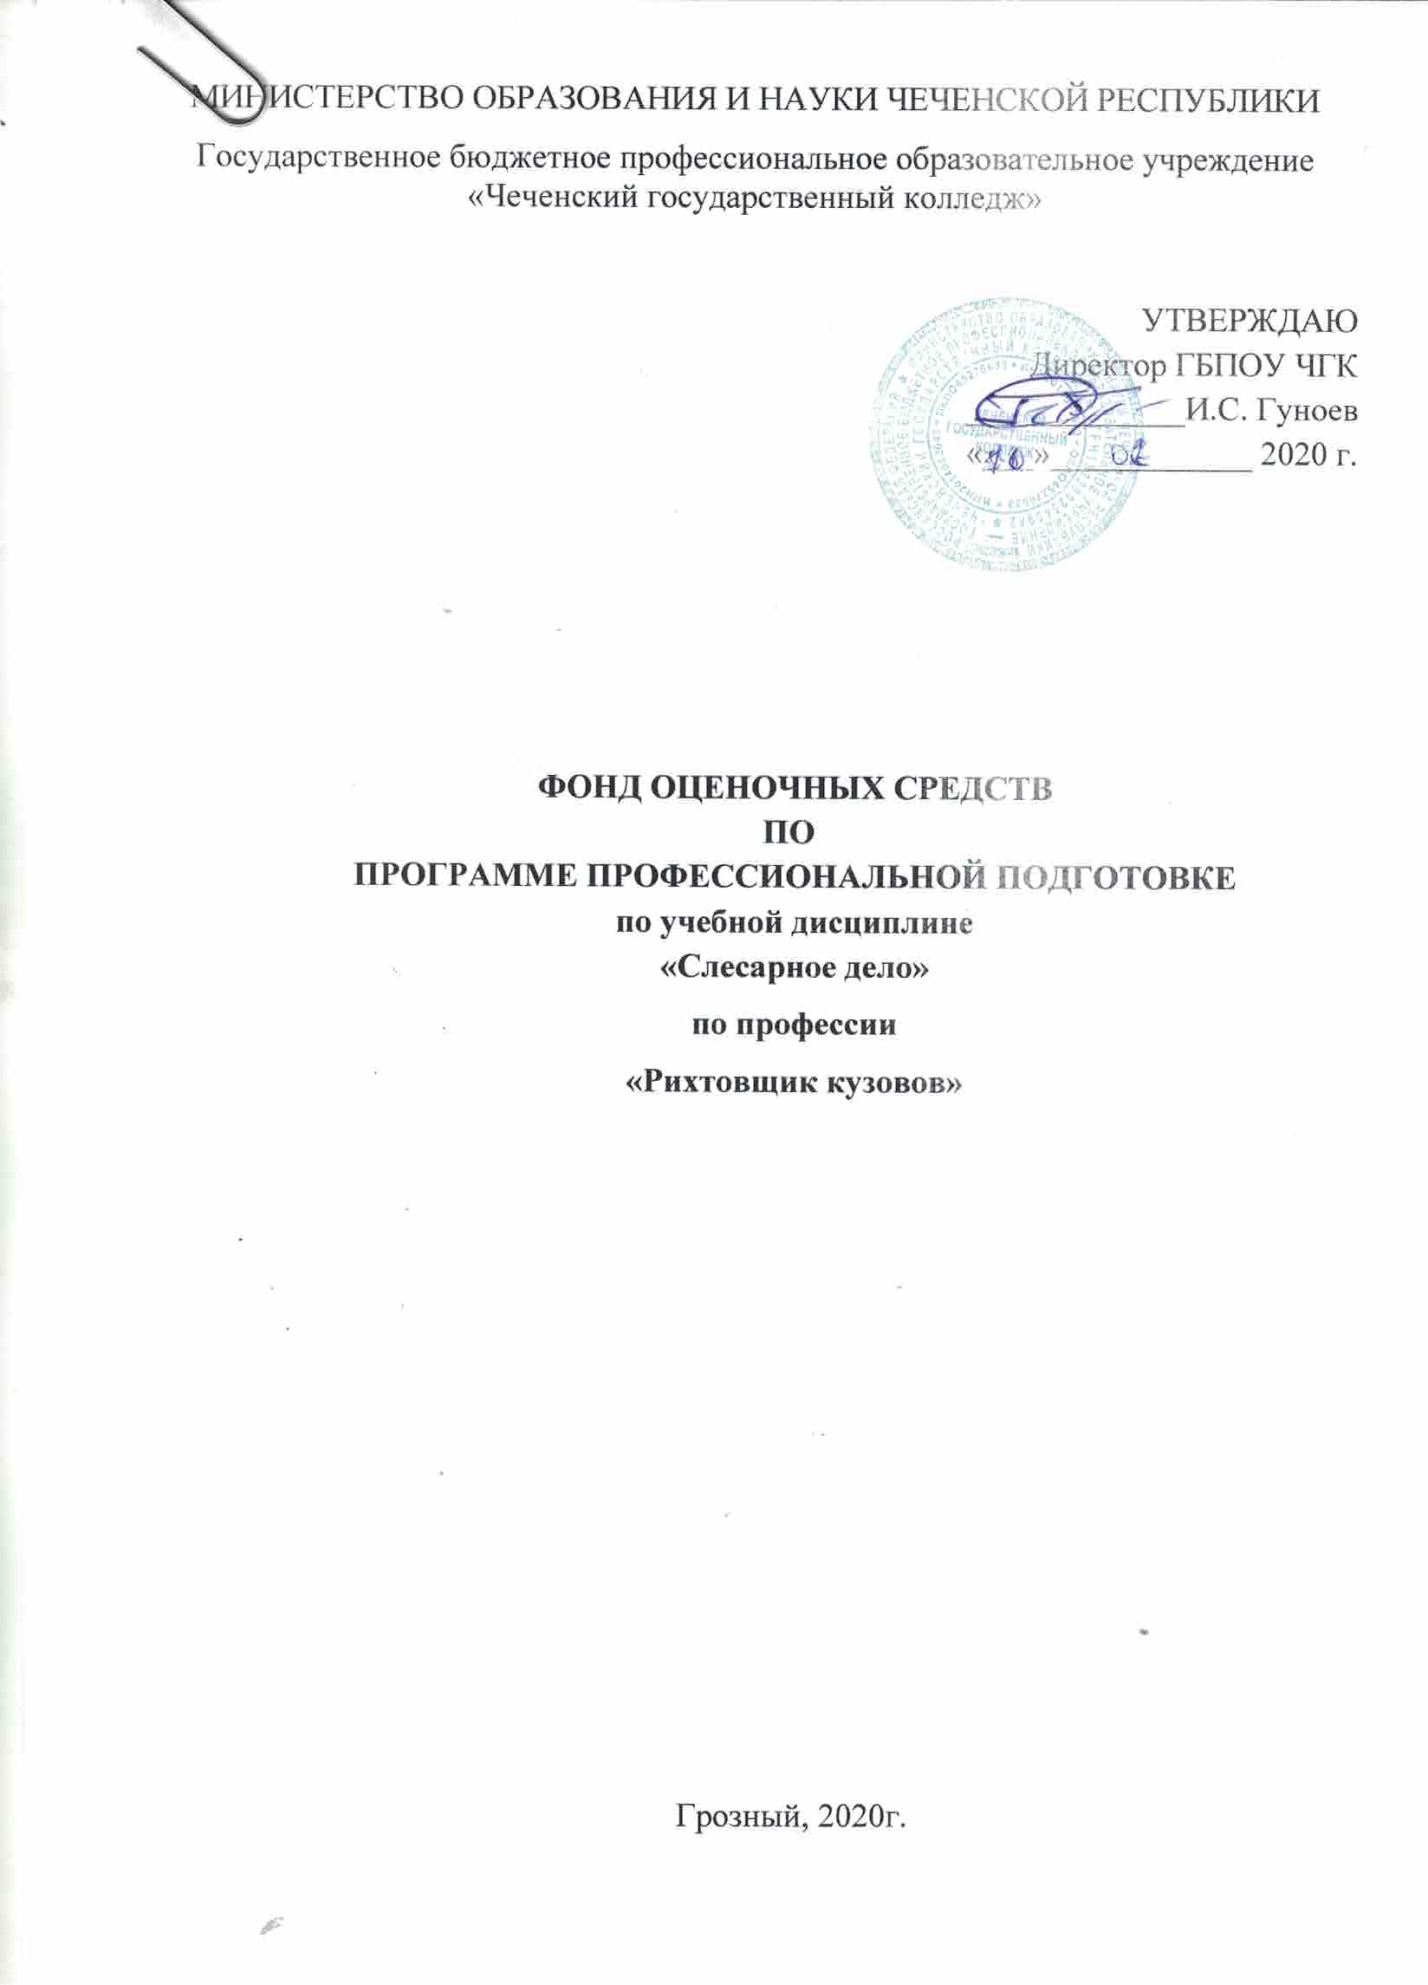 МИНИСТЕРСТВО ОБРАЗОВАНИЯ И НАУКИ ЧЕЧЕНСКОЙ РЕСПУБЛИКИ
Государственное бюджетное профессиональное образовательное учреждение
«Чеченский государственный колледж»
УТВЕРЖДАЮ
Директор ГБПОУ ЧГК
И.С. Гуноев
« » 2020 г.
ГОСУДАРСТВЕННЫЙ
ФОНД ОЦЕНОЧНЫХ СРЕДСТВ
ПО
ПРОГРАММЕ ПРОФЕССИОНАЛЬНОЙ ПОДГОТОВКЕ
по учебной дисциплине
«Слесарное дело»
по профессии
«Рихтовщик кузовов»
Грозный, 2020г.